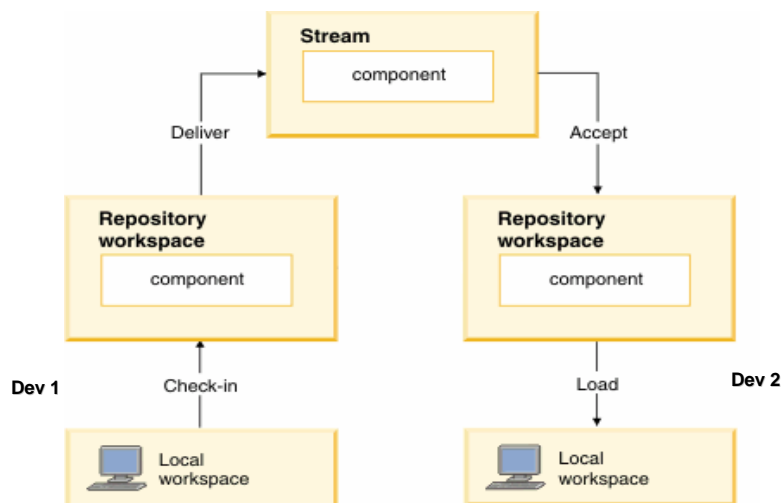 Stream
component
Deliver
Accept
Repository
workspace
component
Repository
workspace
component
Dev 1
Check-in
Load
Dev 2
Local
workspace
Local
workspace